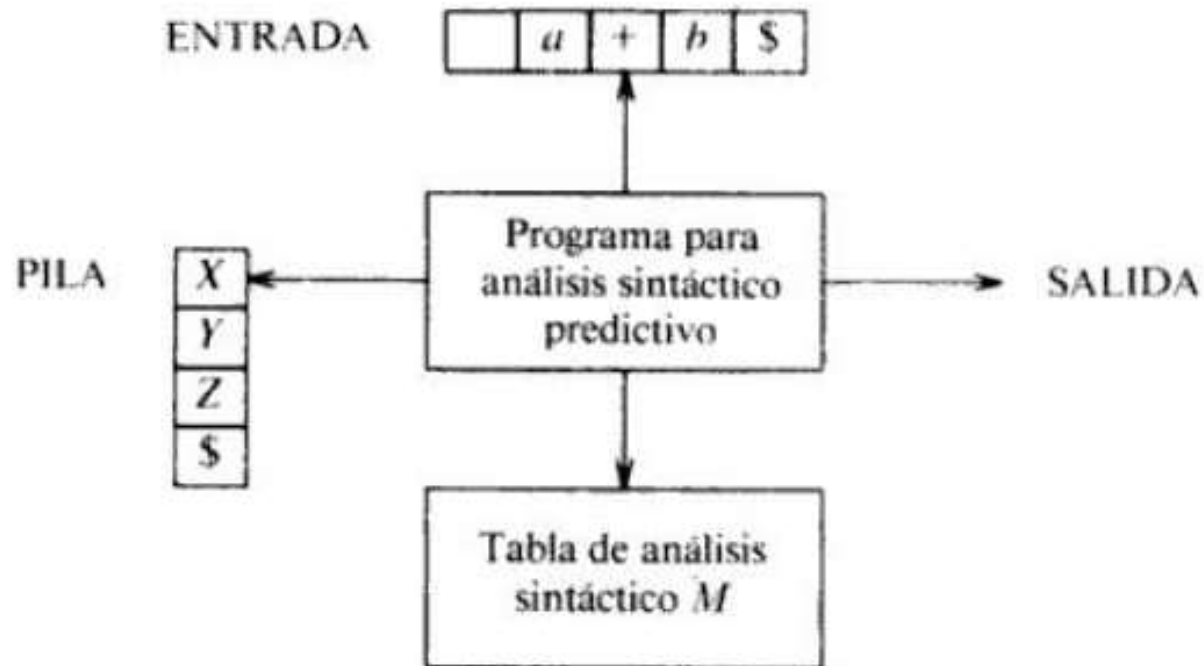 ENTRADA
a + b $
Programa para
análisis sintáctico
predictivo
PILA
X
Y
Z
$
SALIDA
Tabla de análisis
sintáctico M